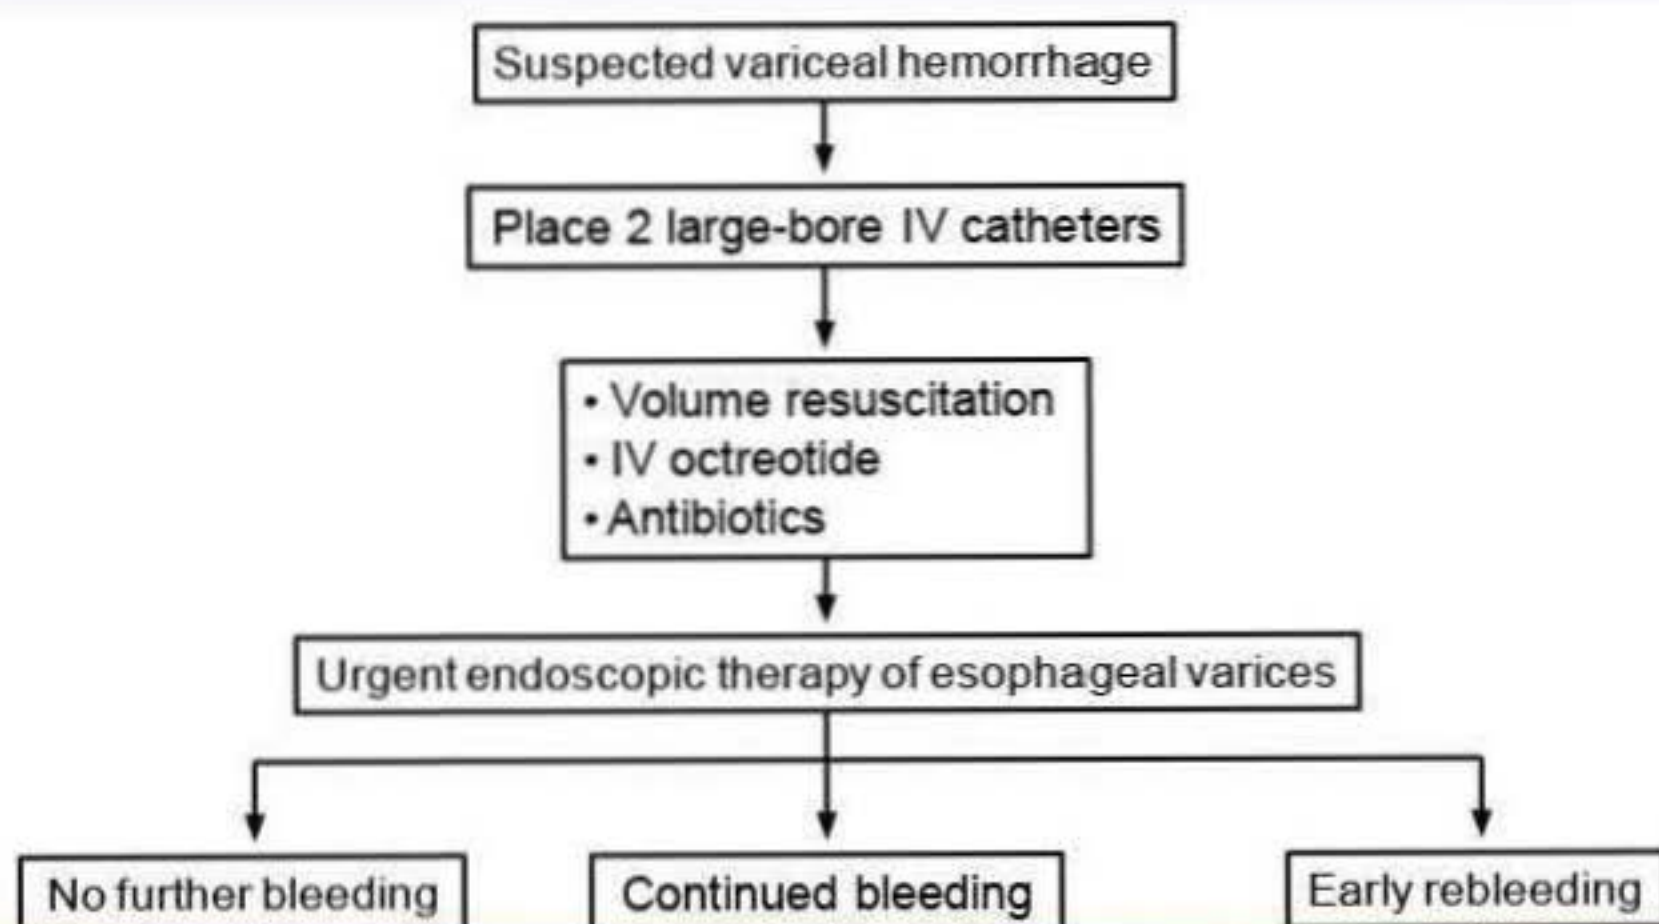 Suspected variceal hemorrhage
Place 2 large-bore IV catheters
• Volume resuscitation
• IV octreotide
• Antibiotics
Urgent endoscopic therapy of esophageal varices
No further bleeding
Continued bleeding
Early rebleeding